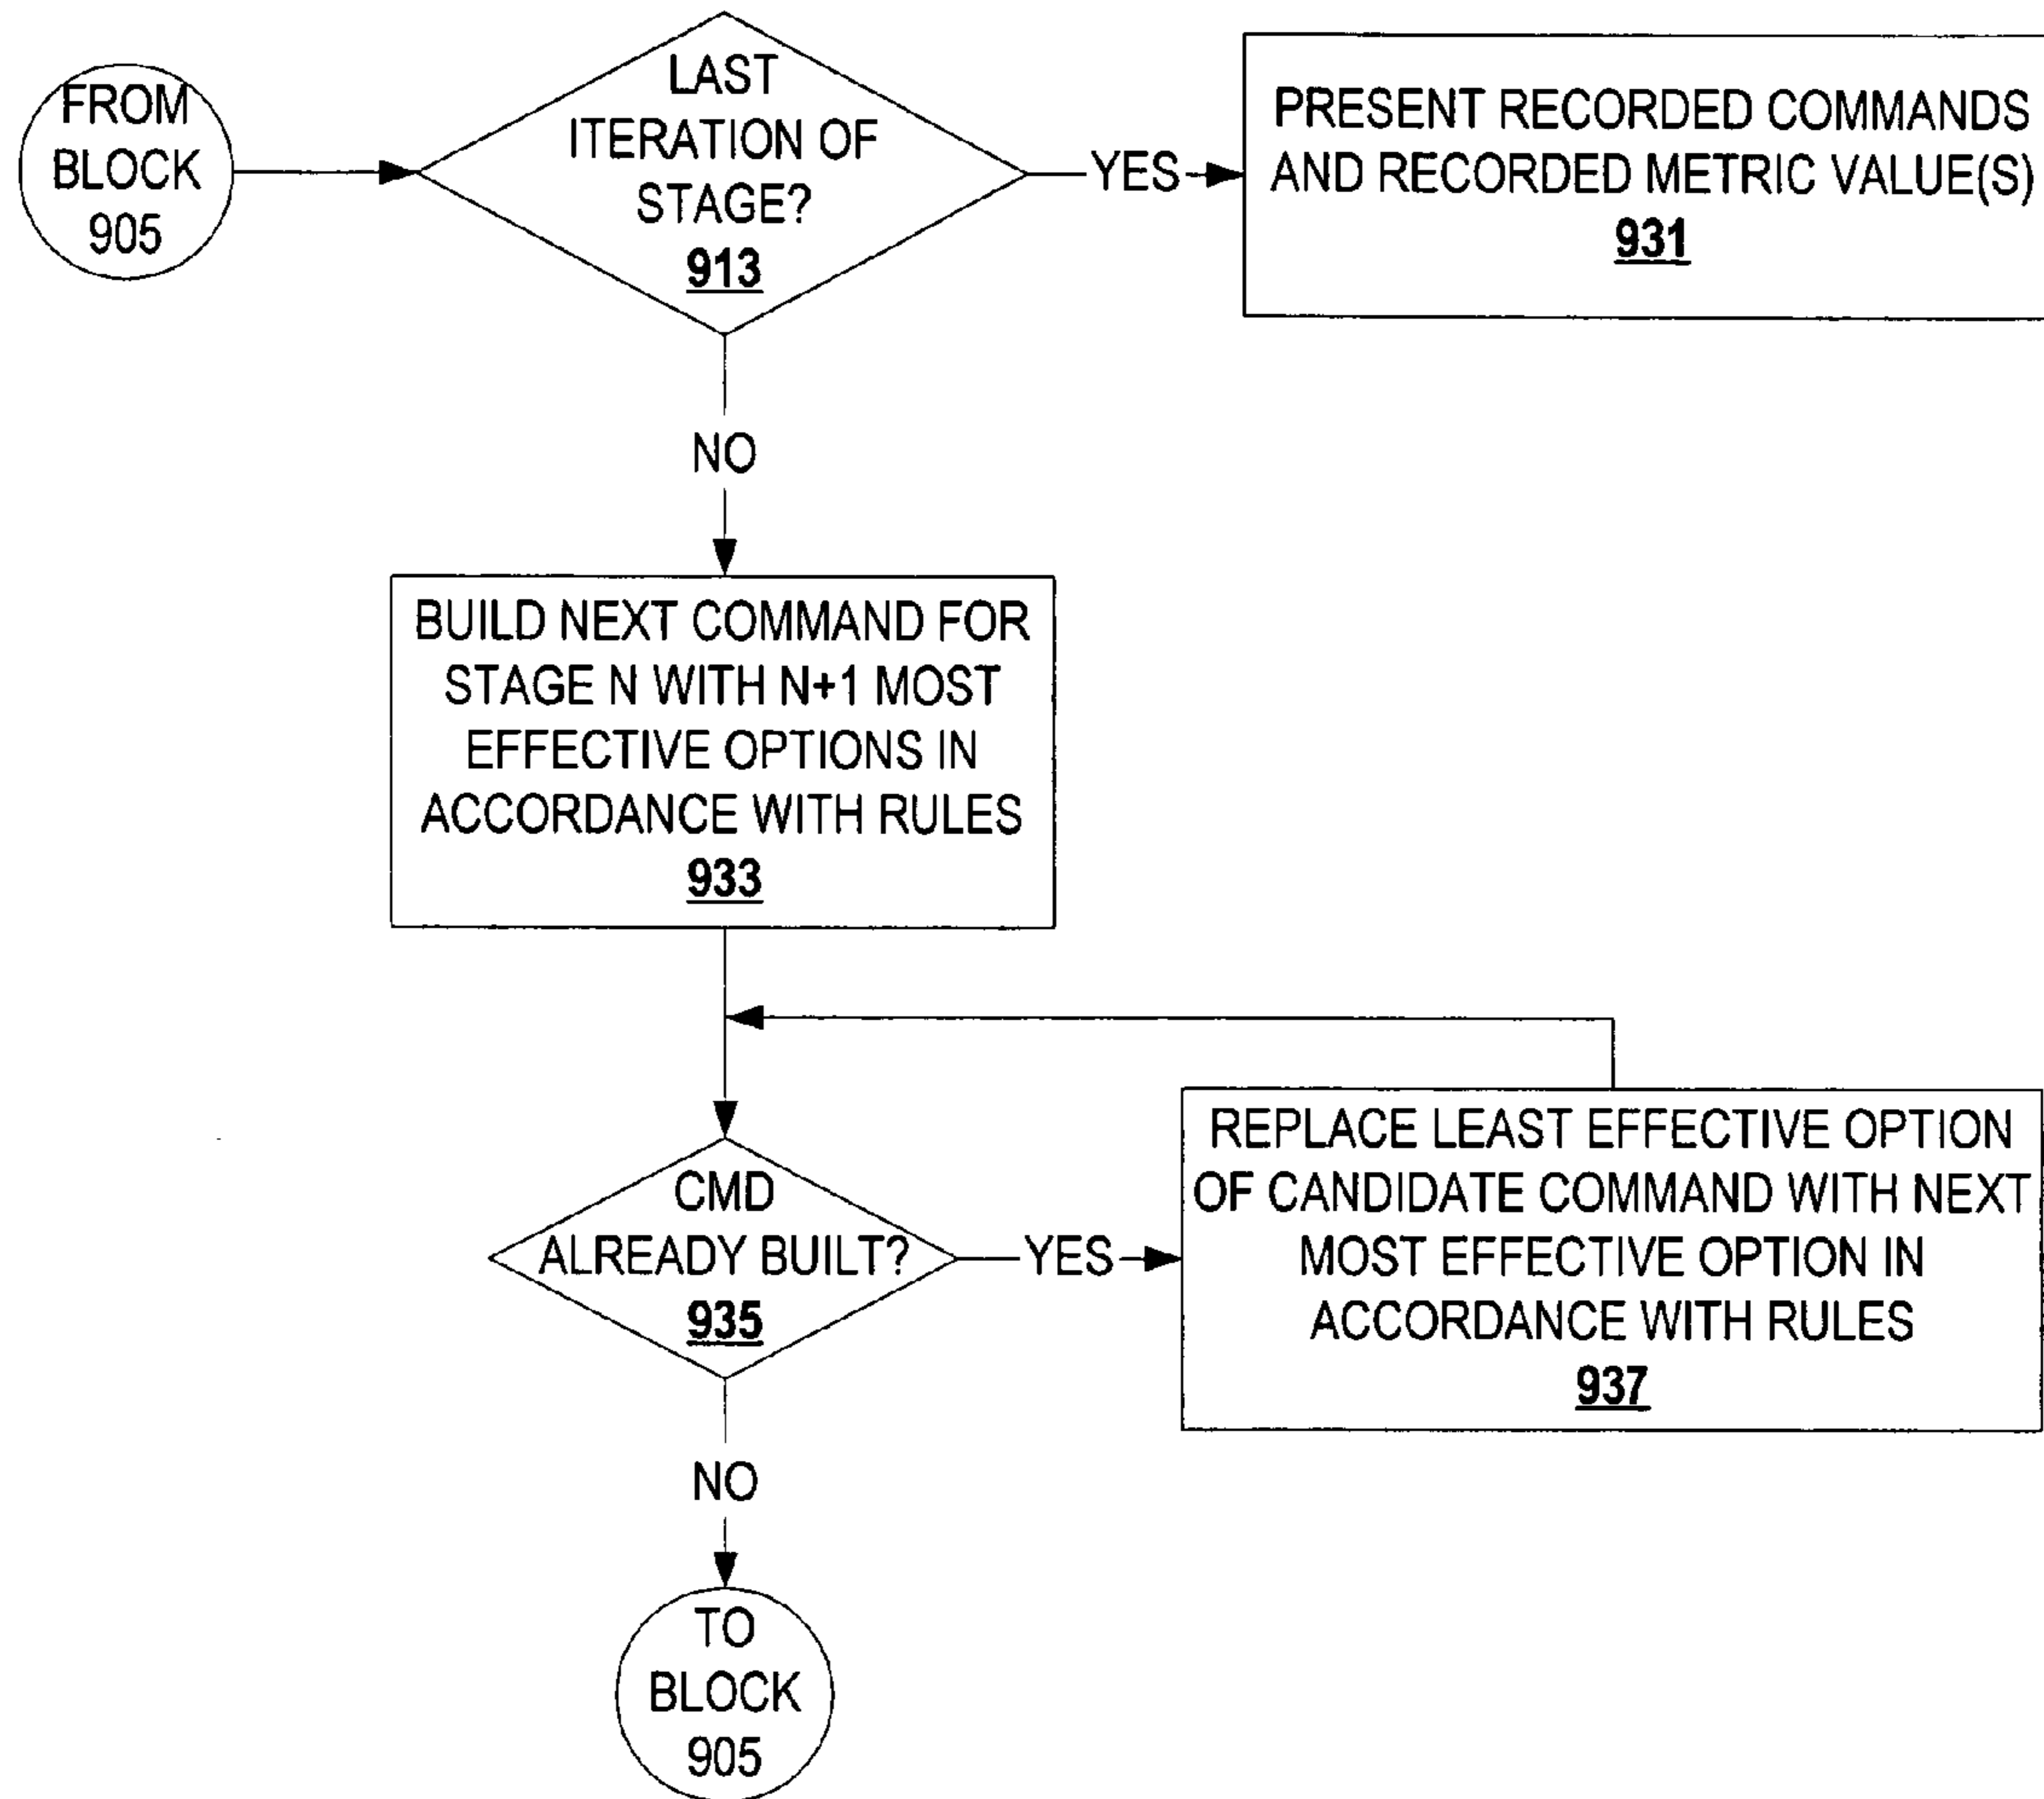 FROM
BLOCK
905
LAST
ITERATION OF
STAGE?
913
YES
PRESENT RECORDED COMMANDS
AND RECORDED METRIC VALUE(S)
931
NO
BUILD NEXT COMMAND FOR
STAGE N WITH N+1 MOST
EFFECTIVE OPTIONS IN
ACCORDANCE WITH RULES
933
CMD
ALREADY BUILT?
935
YES
REPLACE LEAST EFFECTIVE OPTION
OF CANDIDATE COMMAND WITH NEXT
MOST EFFECTIVE OPTION IN
ACCORDANCE WITH RULES
937
NO
TO
BLOCK
905